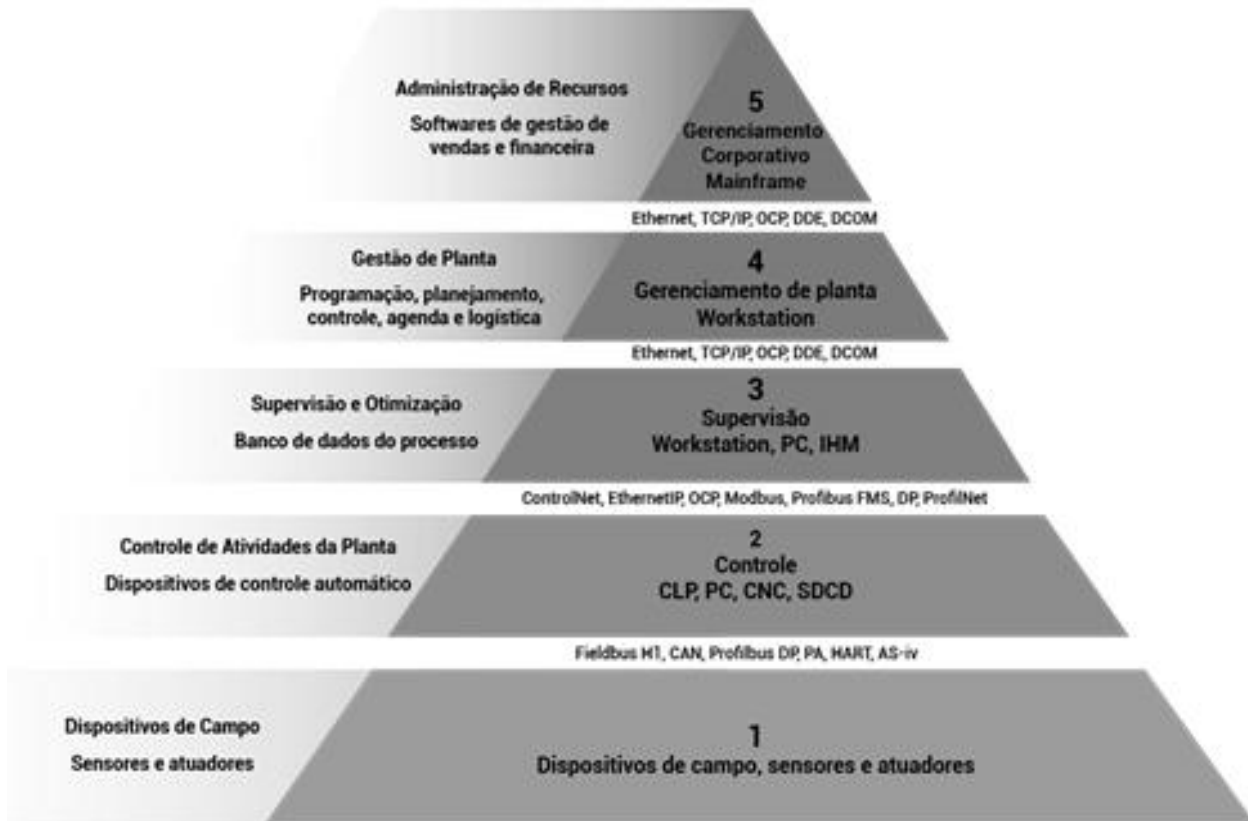 Administração de Recursos
Softwares de gestão de
vendas e financeira
5
Gerenciamento
Corporativo
Mainframe
Ethernet, TCP/IP, OCP, DDE, DCOM
Gestão de Planta
Programação, planejamento,
controle, agenda e logística
4
Gerenciamento de planta
Workstation
Ethernet, TCP/IP, OCP, DDE, DCOM
Supervisão e Otimização
Banco de dados do processo
3
Supervisão
Workstation, PC, IHM
ControlNet, EthernetIP, OCP, Modbus, Profibus FMS, DP, ProfilNet
Controle de Atividades da Planta
Dispositivos de controle automático
2
Controle
CLP, PC, CNC, SDCD
Fieldbus H1, CAN, Profilbus DP, PA, HART, AS-iv
Dispositivos de Campo
Sensores e atuadores
1
Dispositivos de campo, sensores e atuadores